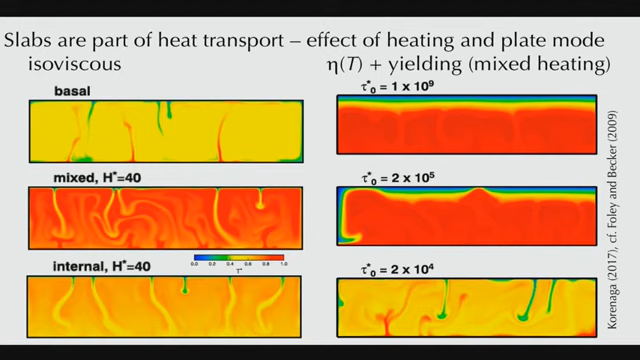 Slabs are part of heat transport – effect of heating and plate mode
isoviscous
η(T) + yielding (mixed heating)
basal
τ*₀ = 1 x 10⁹
mixed, H*=40
τ*₀ = 2 x 10⁵
internal, H*=40
0.0 0.2 0.4 0.6 0.8 1.0
τ*₀ = 2 x 10⁴
Korenaga (2017), cf. Foley and Becker (2009)